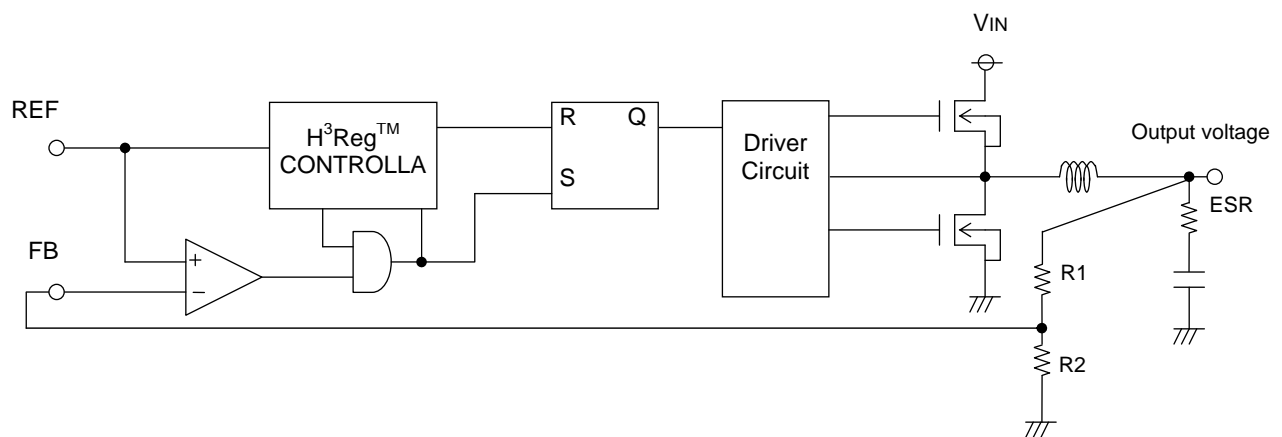 VIN
REF
H³Reg™
CONTROLLA
R
Q
S
Driver
Circuit
Output voltage
ESR
FB
+
−
R1
R2